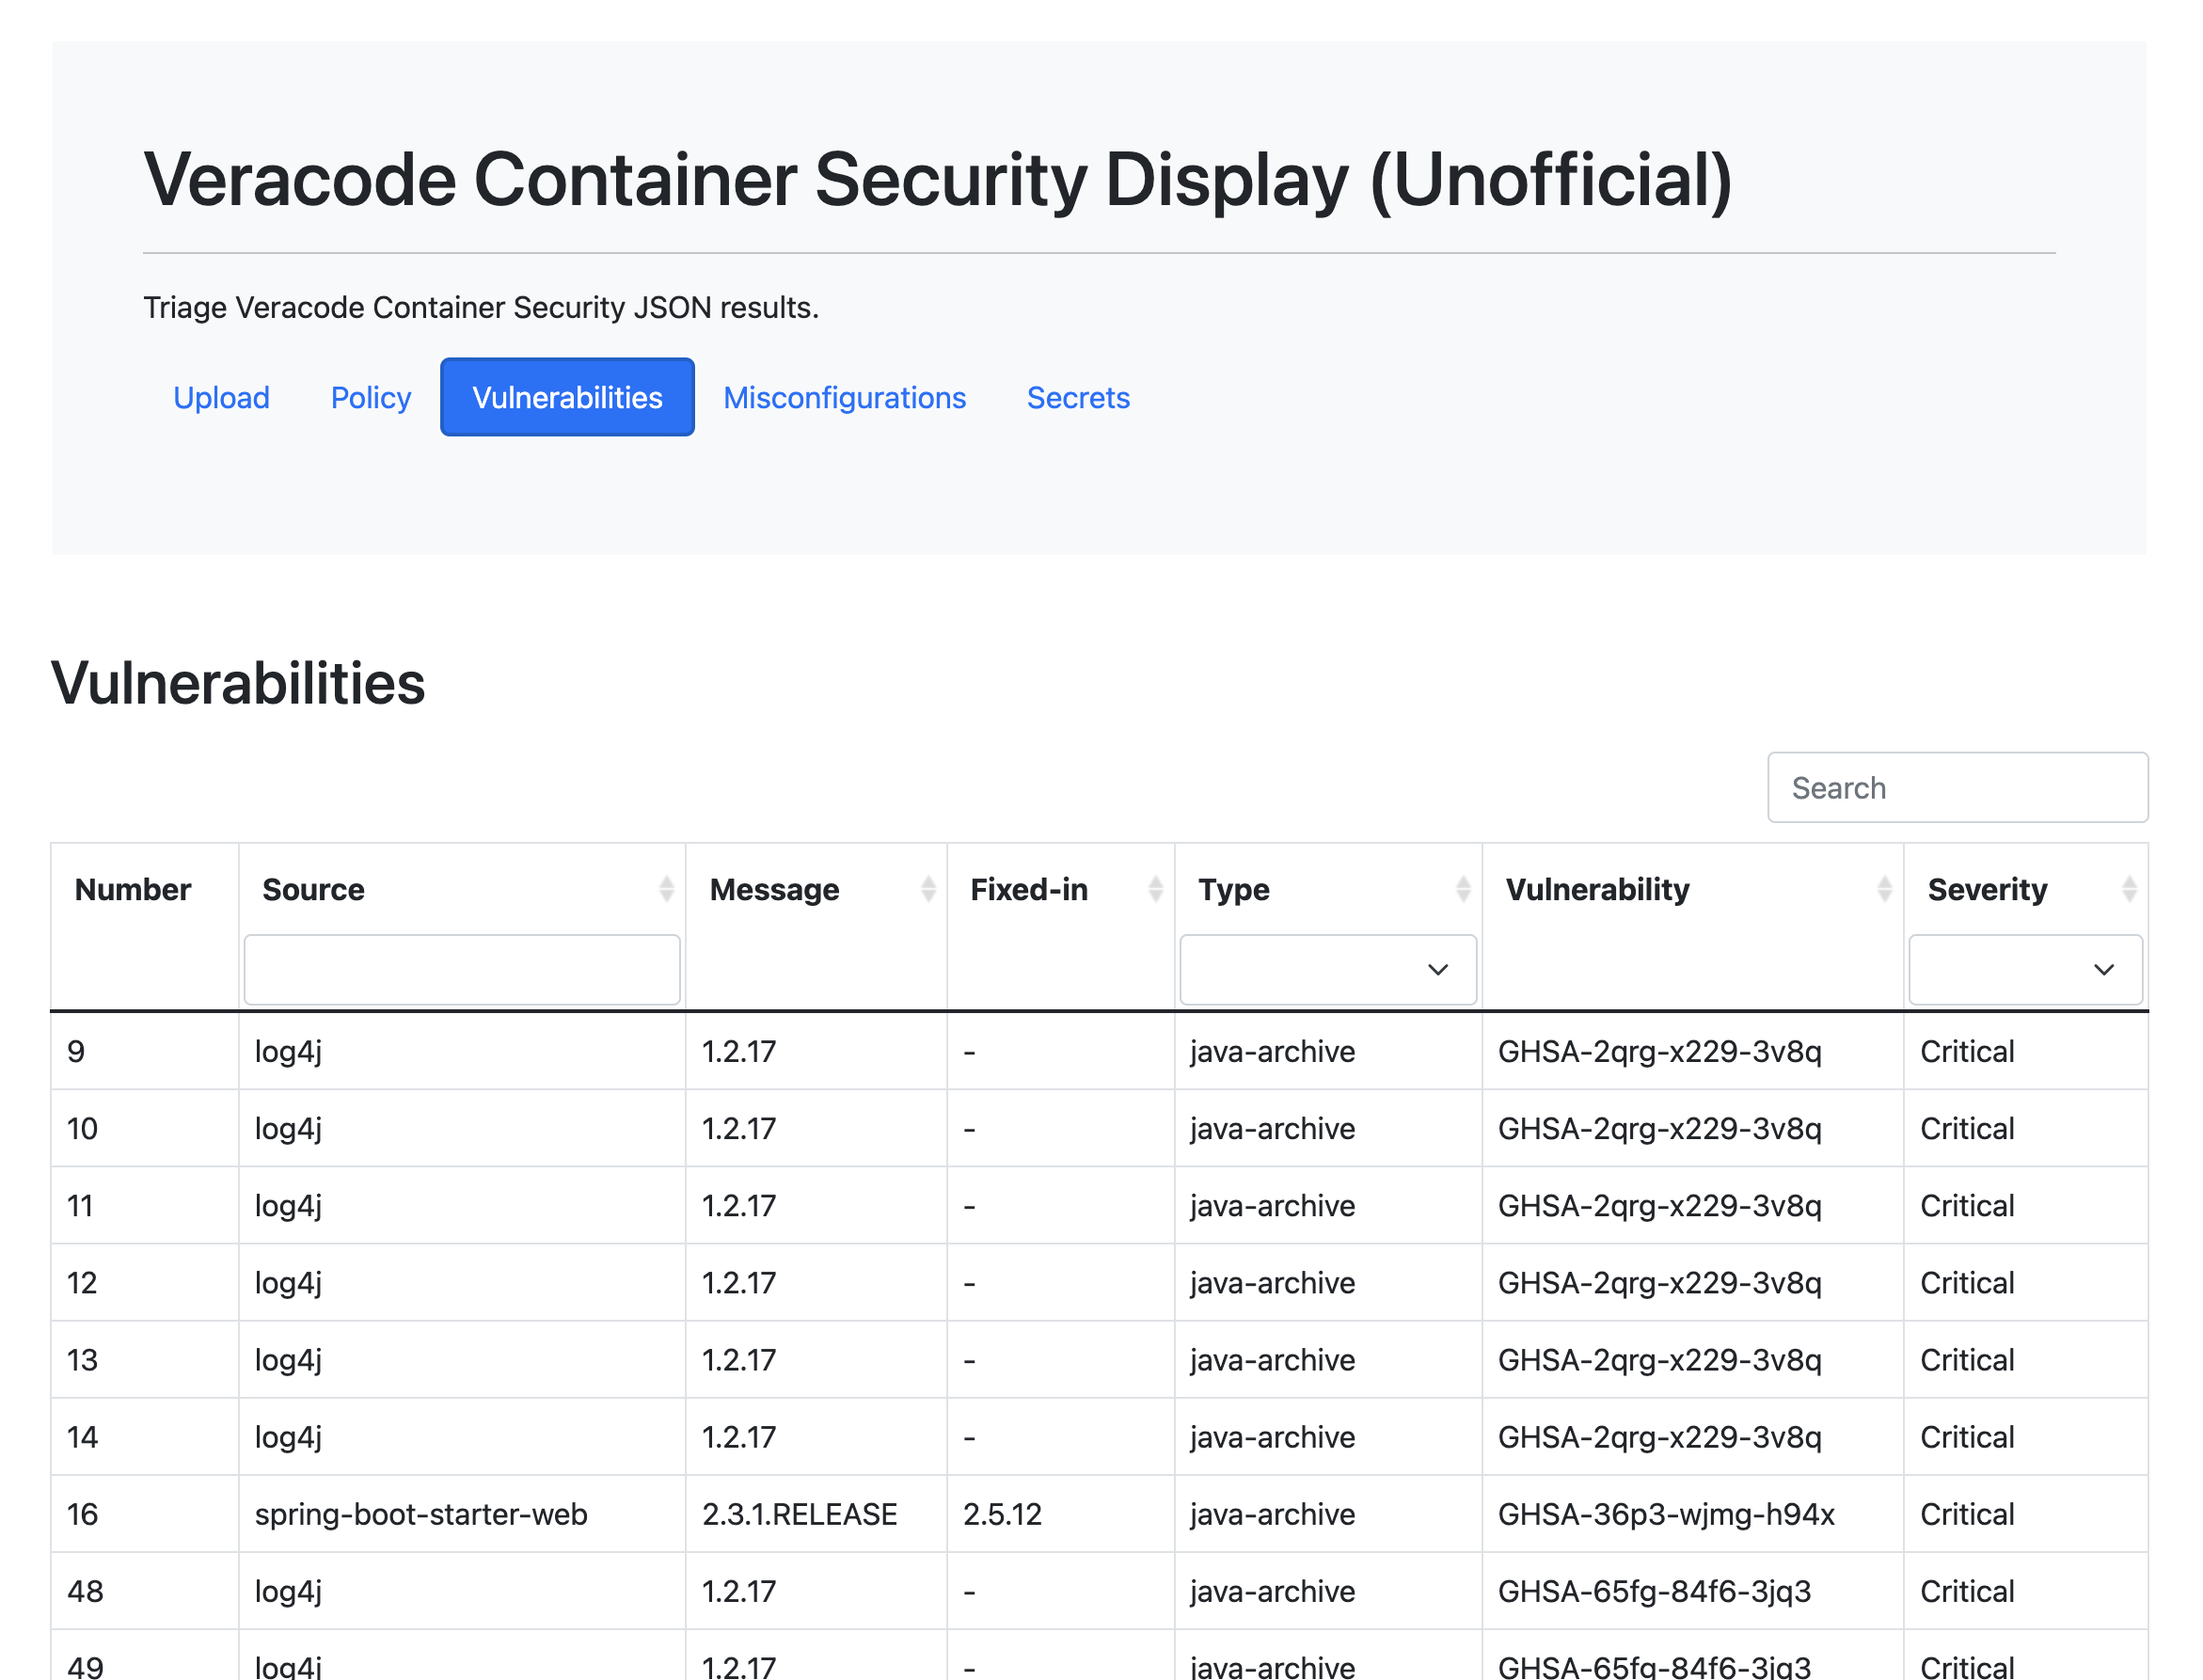 Veracode Container Security Display (Unofficial)
Triage Veracode Container Security JSON results.
Upload Policy Vulnerabilities Misconfigurations Secrets
Vulnerabilities
Search
Number Source Message Fixed-in Type Vulnerability Severity
9 log4j 1.2.17 - java-archive GHSA-2qrg-x229-3v8q Critical
10 log4j 1.2.17 - java-archive GHSA-2qrg-x229-3v8q Critical
11 log4j 1.2.17 - java-archive GHSA-2qrg-x229-3v8q Critical
12 log4j 1.2.17 - java-archive GHSA-2qrg-x229-3v8q Critical
13 log4j 1.2.17 - java-archive GHSA-2qrg-x229-3v8q Critical
14 log4j 1.2.17 - java-archive GHSA-2qrg-x229-3v8q Critical
16 spring-boot-starter-web 2.3.1.RELEASE 2.5.12 java-archive GHSA-36p3-wjmg-h94x Critical
48 log4j 1.2.17 - java-archive GHSA-65fg-84f6-3jq3 Critical
49 log4j 1.2.17 - java-archive GHSA-65fg-84f6-3jq3 Critical